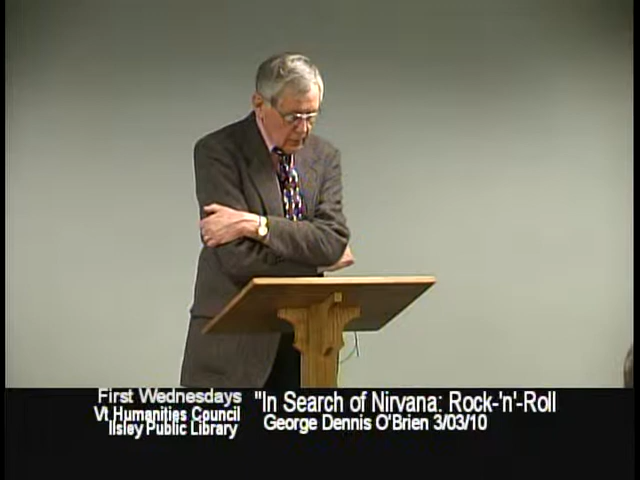 First Wednesdays
Vt Humanities Council
Ilsley Public Library
"In Search of Nirvana: Rock-'n'-Roll
George Dennis O'Brien 3/03/10